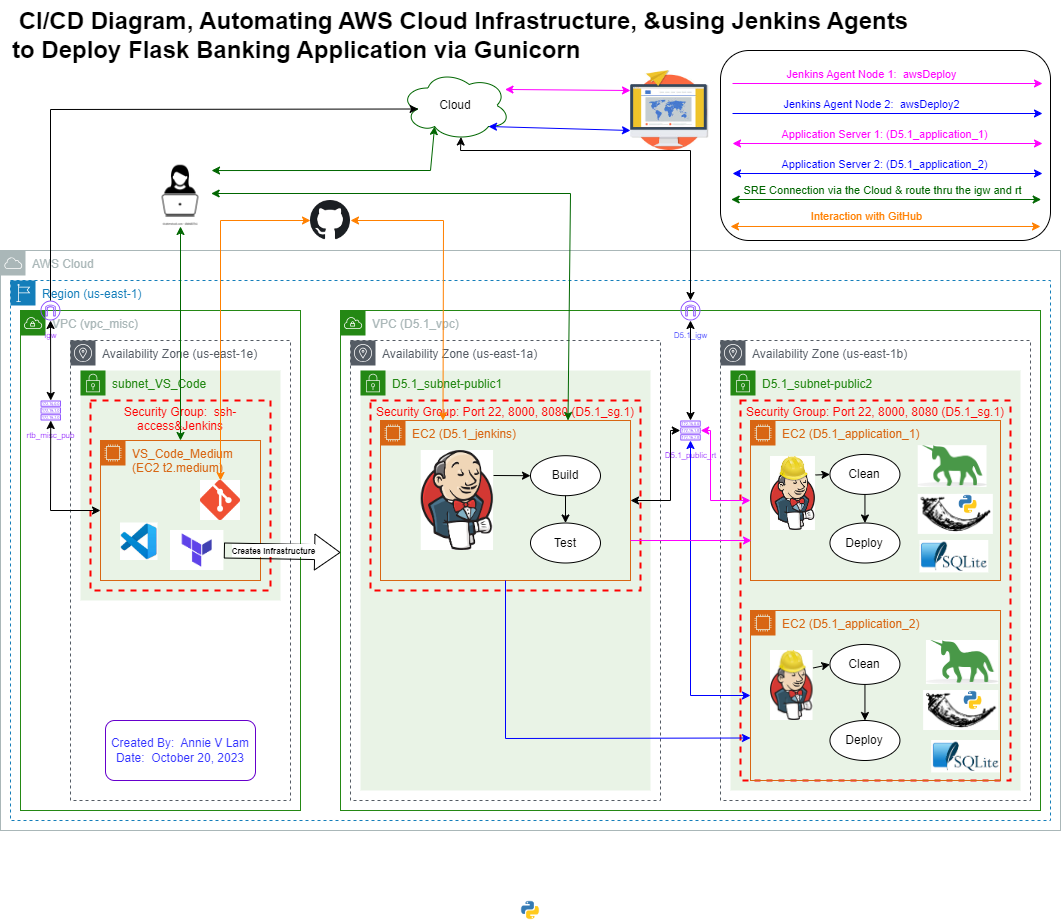 CI/CD Diagram, Automating AWS Cloud Infrastructure, &using Jenkins Agents
to Deploy Flask Banking Application via Gunicorn
Cloud
Jenkins Agent Node 1: awsDeploy
Jenkins Agent Node 2: awsDeploy2
Application Server 1: (D5.1_application_1)
Application Server 2: (D5.1_application_2)
SRE Connection via the Cloud & route thru the igw and rt
Interaction with GitHub
AWS Cloud
Region (us-east-1)
VPC (vpc_misc)
igw
Availability Zone (us-east-1e)
subnet_VS_Code
Security Group: ssh-
access&Jenkins
rtb_misc_pub
VS_Code_Medium
(EC2 t2.medium)
Creates Infrastructure
Created By: Annie V Lam
Date: October 20, 2023
VPC (D5.1_vpc)
Availability Zone (us-east-1a)
D5.1_subnet-public1
Security Group: Port 22, 8000, 8080 (D5.1_sg.1)
EC2 (D5.1_jenkins)
Build
Test
D5.1_igw
D5.1_public_rt
Availability Zone (us-east-1b)
D5.1_subnet-public2
Security Group: Port 22, 8000, 8080 (D5.1_sg.1)
EC2 (D5.1_application_1)
Clean
Deploy
SQLite
EC2 (D5.1_application_2)
Clean
Deploy
SQLite